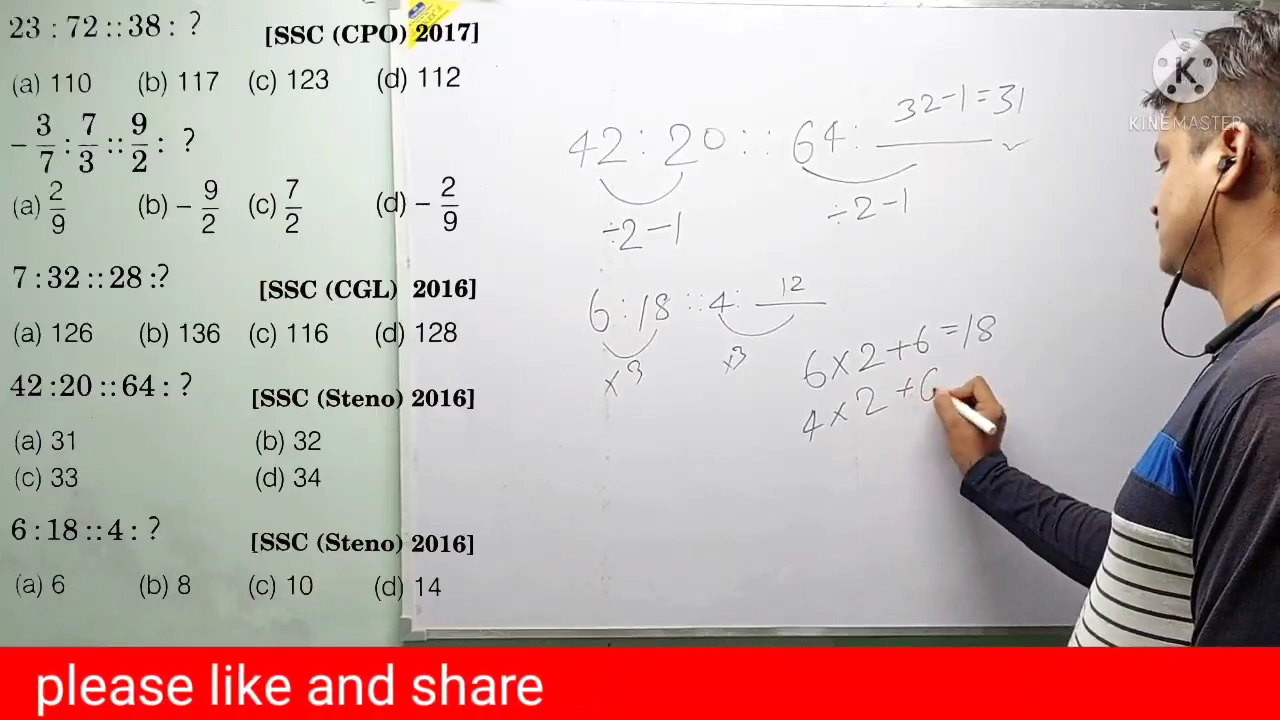 23 : 72 :: 38 : ?
[SSC (CPO) 2017]
(a) 110 (b) 117 (c) 123 (d) 112
- 3/7 : 7/3 :: 9/2 : ?
(a) 2/9 (b) - 9/2 (c) 7/2 (d) - 2/9
7 : 32 :: 28 :?
[SSC (CGL) 2016]
(a) 126 (b) 136 (c) 116 (d) 128
42 :20 :: 64 : ?
[SSC (Steno) 2016]
(a) 31 (b) 32
(c) 33 (d) 34
6 : 18 :: 4 : ?
[SSC (Steno) 2016]
(a) 6 (b) 8 (c) 10 (d) 14
32-1=31
42 : 20 :: 64 :
÷2-1 ÷2-1
6 : 18 :: 4 : 12
×3 ×3
6×2+6=18
4×2+6
K
KINEMASTER
please like and share